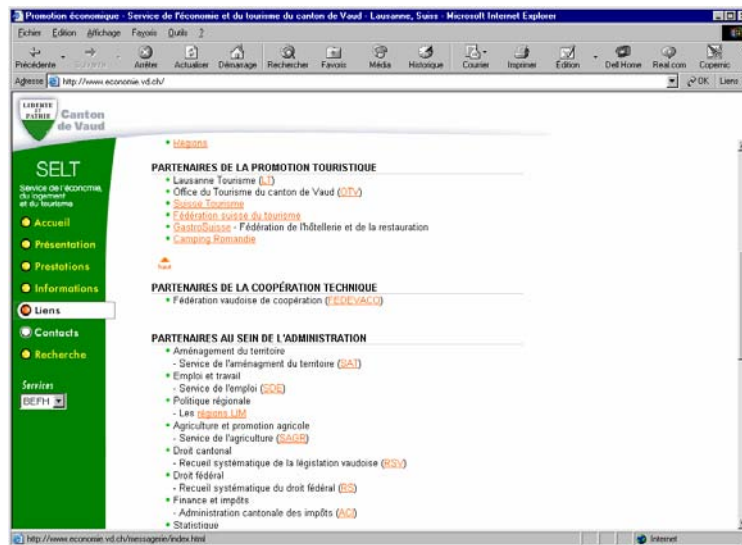 Promotion économique - Service de l'économie et du tourisme du canton de Vaud - Lausanne, Suiss - Microsoft Internet Explorer
Fichier Edition Affichage Favoris Outils ?
Précédente Suivante Arrêter Actualiser Démarrage Rechercher Favoris Média Historique Courrier Imprimer Edition Dell Home Real.com Copernic
Adresse http://www.economie.vd.ch/ OK Liens
LIBERTE
ET
PATRIE
Canton
de Vaud
SELT
Service de l'économie,
du logement
et du tourisme
Accueil
Présentation
Prestations
Informations
Liens
Contacts
Recherche
Services
BEFH
Régions
PARTENAIRES DE LA PROMOTION TOURISTIQUE
Lausanne Tourisme (LT)
Office du Tourisme du canton de Vaud (OTV)
Suisse Tourisme
Fédération suisse du tourisme
GastroSuisse - Fédération de l'hôtellerie et de la restauration
Camping Romandie
haut
PARTENAIRES DE LA COOPÉRATION TECHNIQUE
Fédération vaudoise de coopération (FEDEVACO)
PARTENAIRES AU SEIN DE L'ADMINISTRATION
Aménagement du territoire
- Service de l'aménagment du territoire (SAT)
Emploi et travail
- Service de l'emploi (SDE)
Politique régionale
- Les régions LIM
Agriculture et promotion agricole
- Service de l'agriculture (SAGR)
Droit cantonal
- Recueil systématique de la législation vaudoise (RSV)
Droit fédéral
- Recueil systématique du droit fédéral (RS)
Finance et impôts
- Administration cantonale des impôts (ACI)
Statistique
http://www.economie.vd.ch/messagerie/index.html Internet